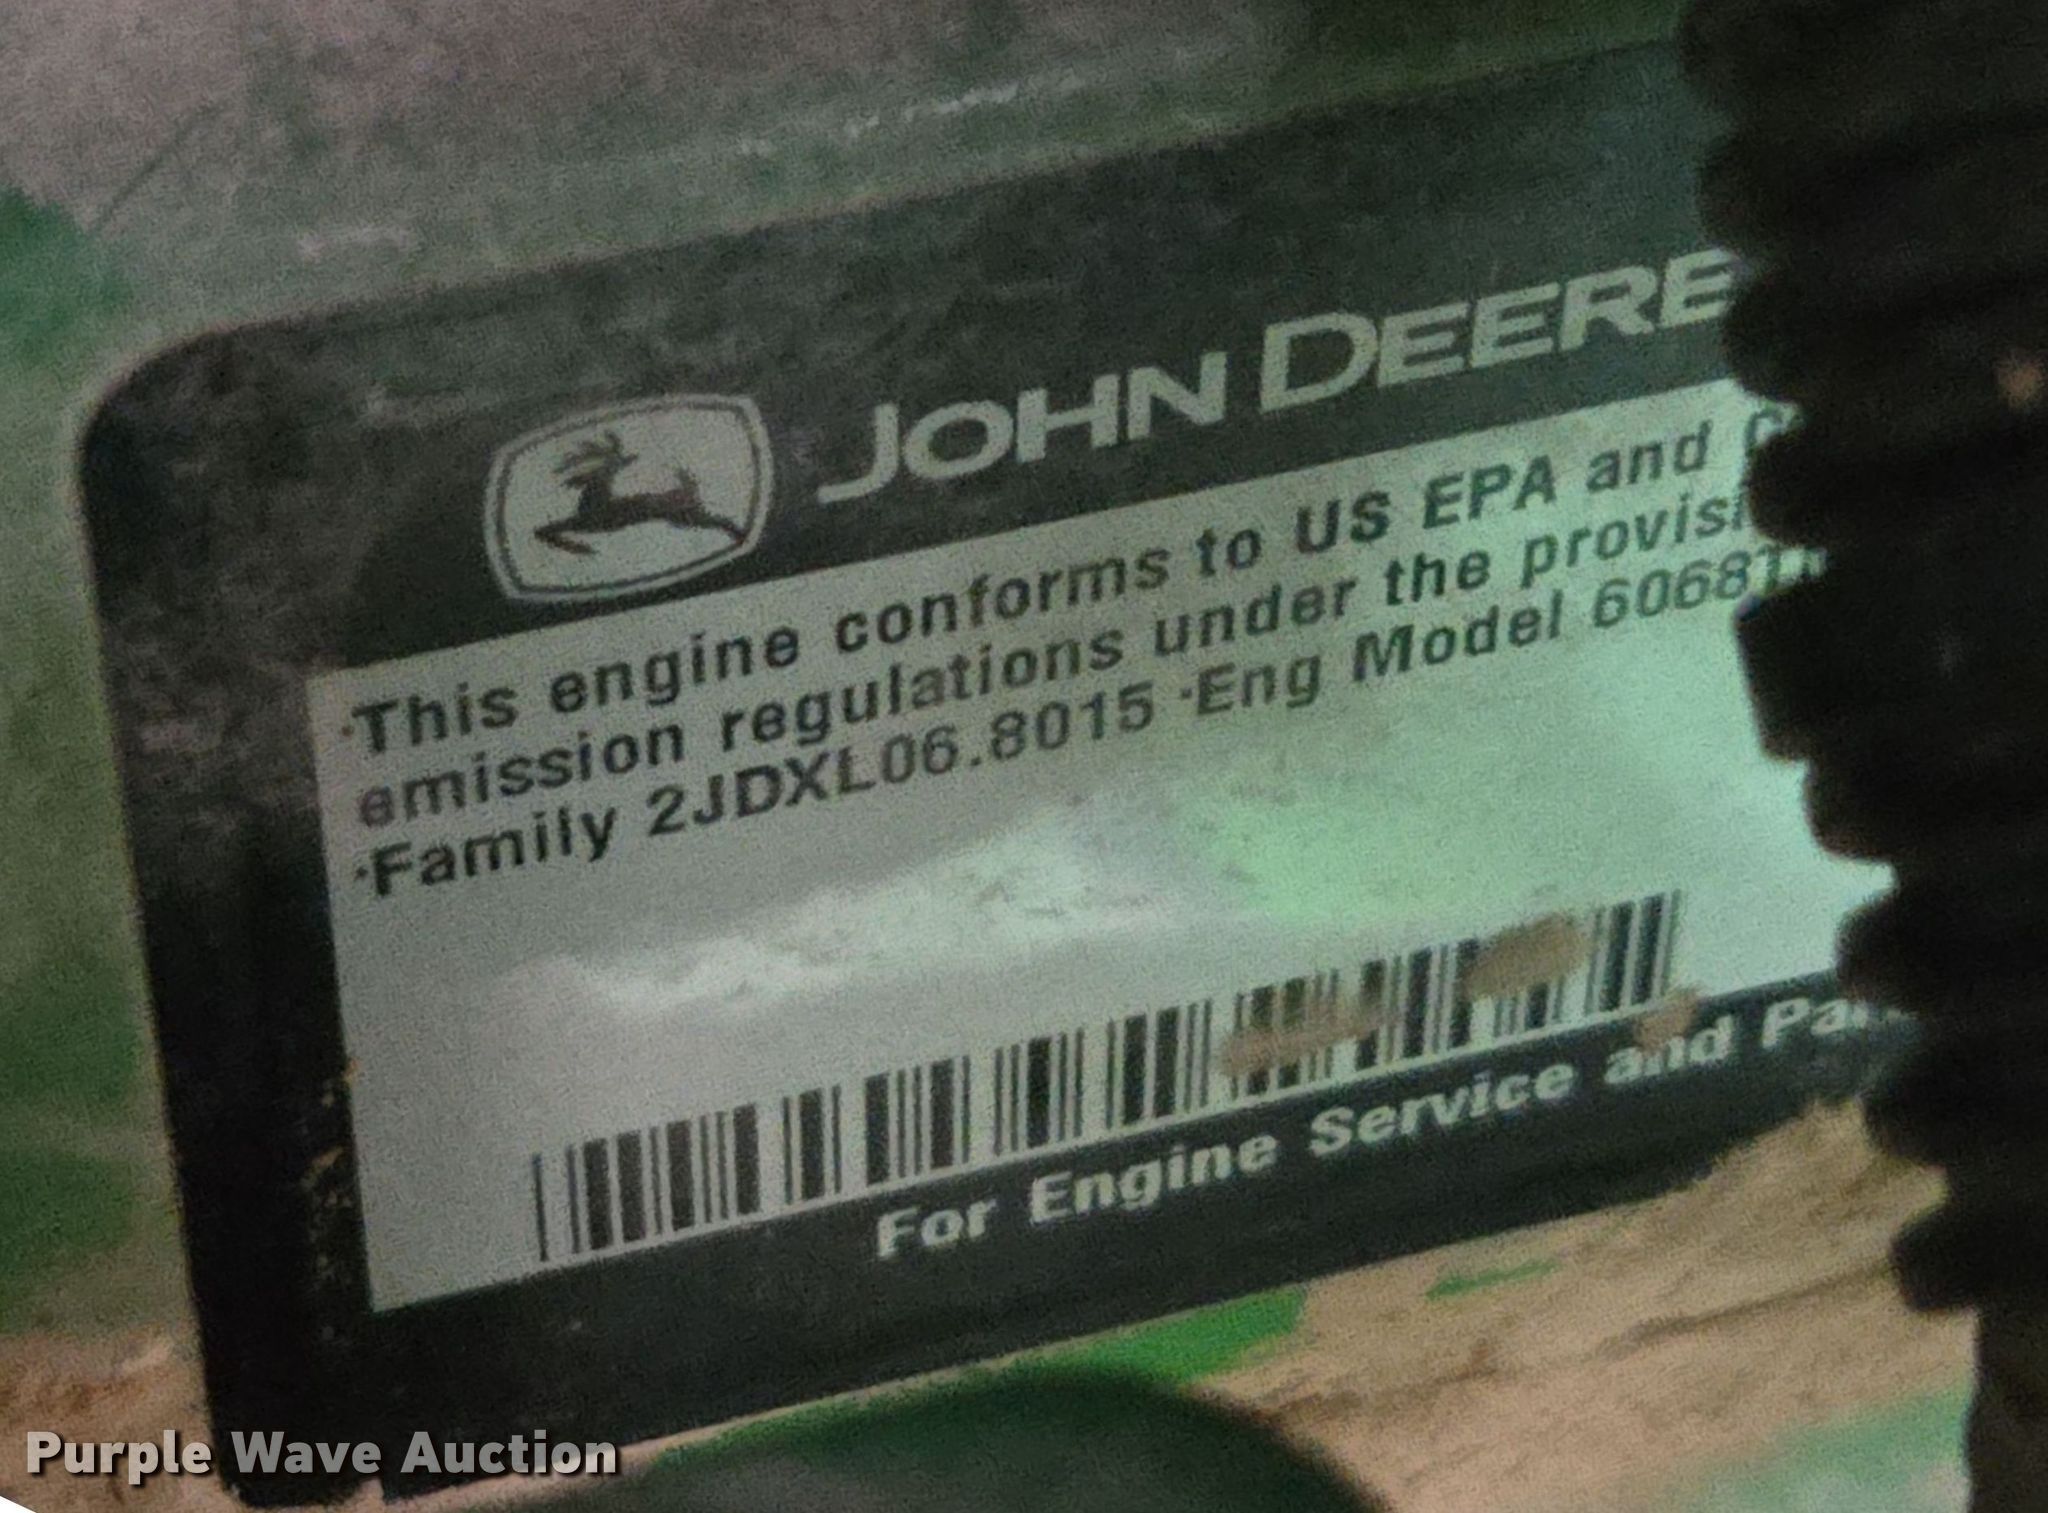 JOHN DEERE
·This engine conforms to US EPA and
emission regulations under the
·Family 2JDXL06.8015 ·Eng Model
For Engine Service and
Purple Wave Auction